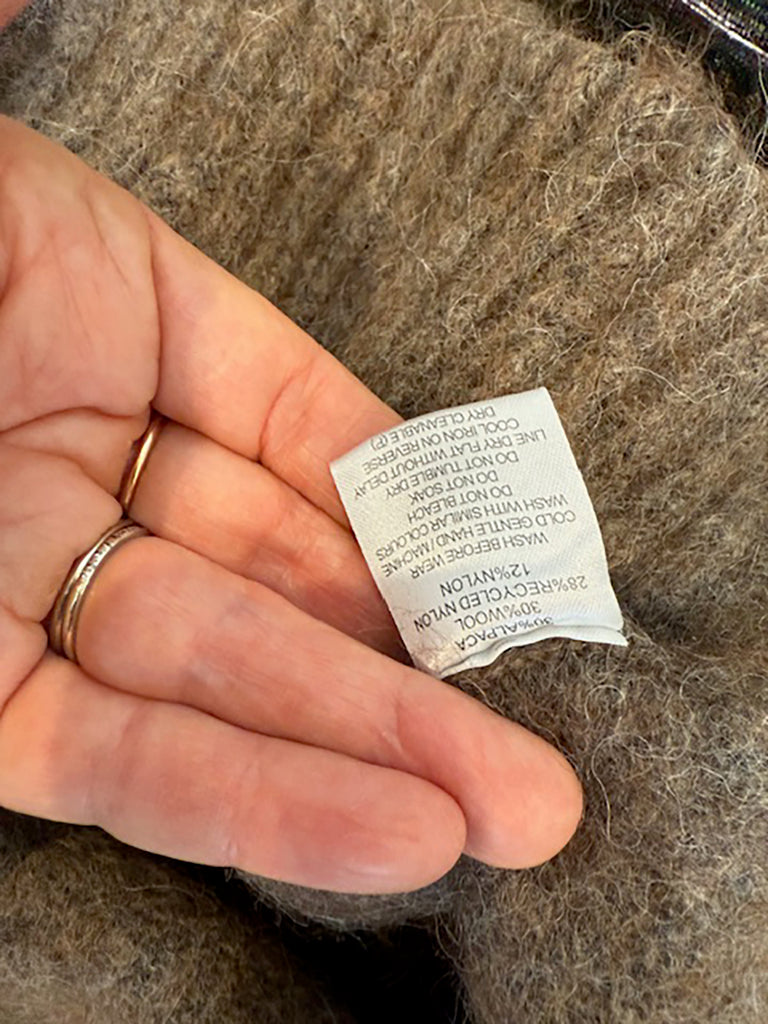 30%ALPACA
30%WOOL
28%RECYCLED NYLON
12%NYLON
WASH BEFORE WEAR
COLD GENTLE HAND / MACHINE
WASH WITH SIMILAR COLOURS
DO NOT BLEACH
DO NOT SOAK
DO NOT TUMBLE DRY
LINE DRY FLAT WITHOUT DELAY
COOL IRON ON REVERSE
DRY CLEANABLE (P)